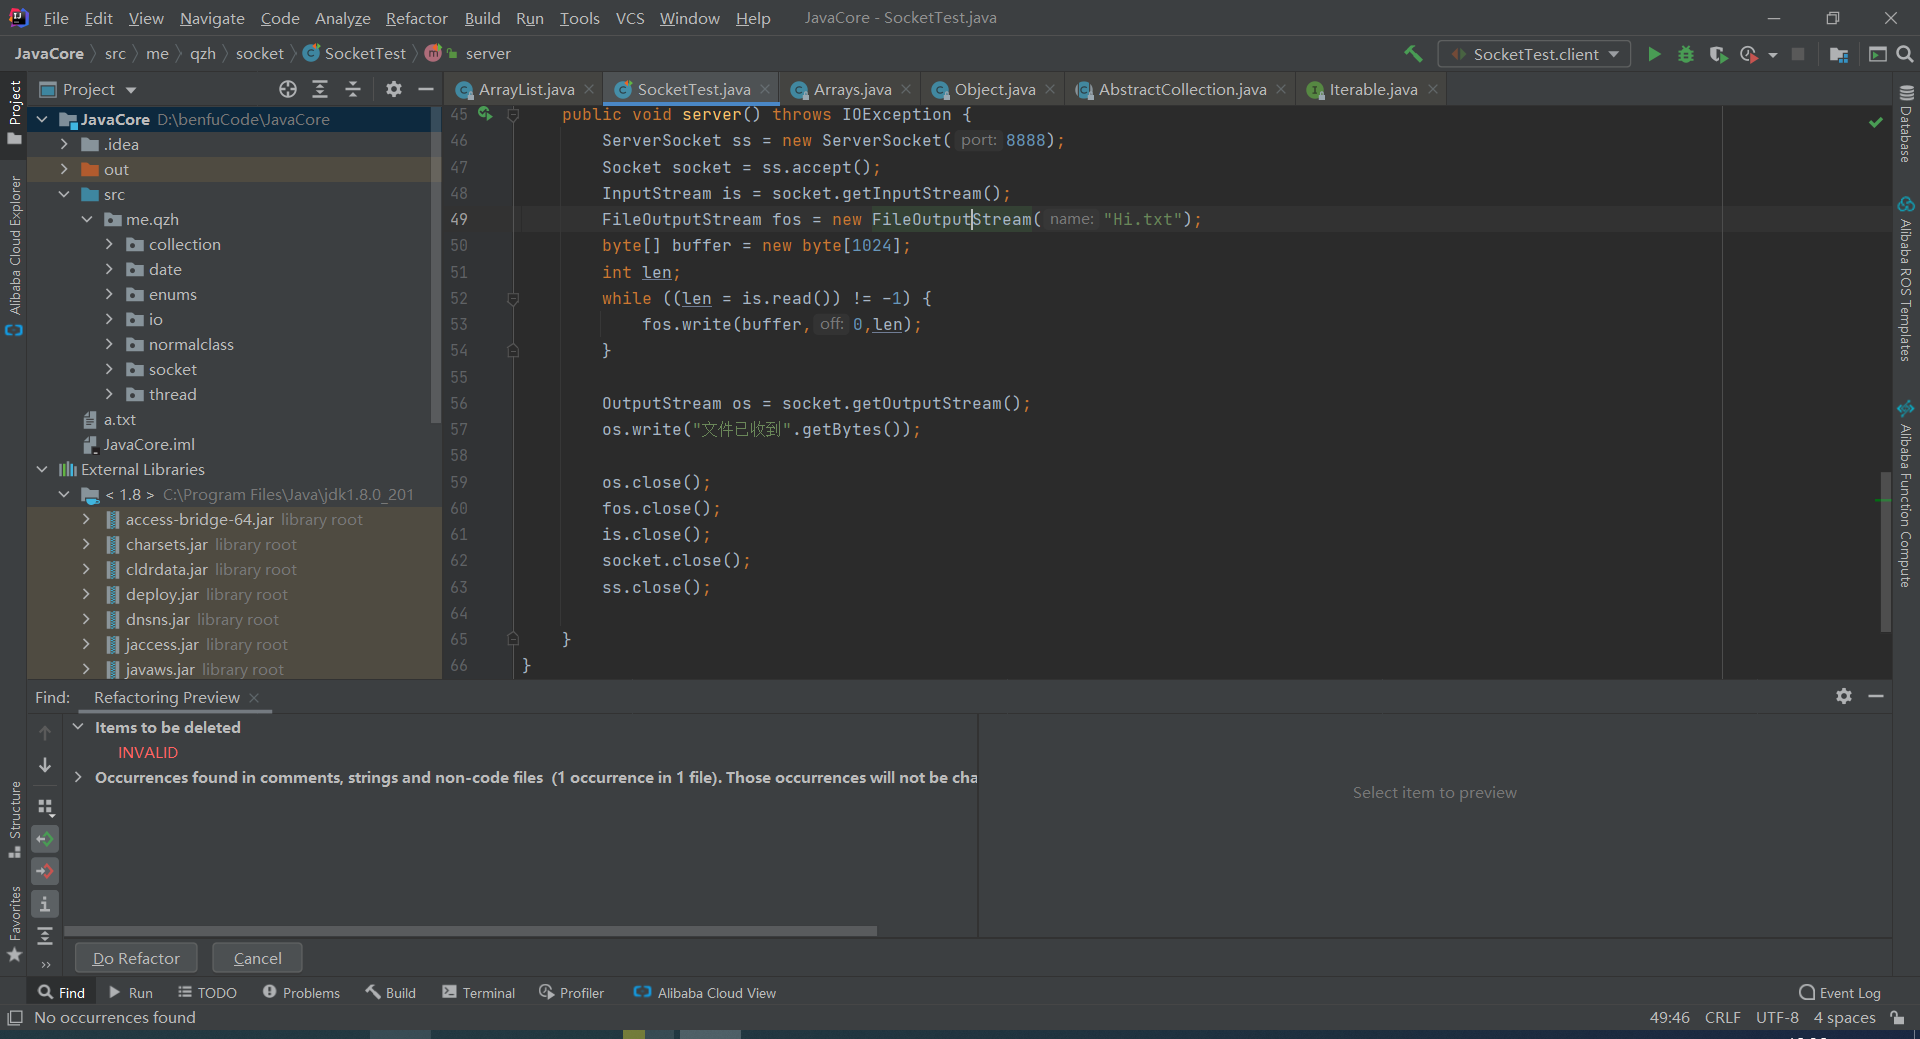 File Edit View Navigate Code Analyze Refactor Build Run Tools VCS Window Help JavaCore - SocketTest.java
JavaCore src me qzh socket SocketTest server SocketTest.client
Project
ArrayList.java SocketTest.java Arrays.java Object.java AbstractCollection.java Iterable.java
JavaCore D:\benfuCode\JavaCore
.idea
out
src
me.qzh
collection
date
enums
io
normalclass
socket
thread
a.txt
JavaCore.iml
External Libraries
< 1.8 > C:\Program Files\Java\jdk1.8.0_201
access-bridge-64.jar library root
charsets.jar library root
cldrdata.jar library root
deploy.jar library root
dnsns.jar library root
jaccess.jar library root
javaws.jar library root
45 public void server() throws IOException {
46 ServerSocket ss = new ServerSocket( port: 8888);
47 Socket socket = ss.accept();
48 InputStream is = socket.getInputStream();
49 FileOutputStream fos = new FileOutputStream( name: "Hi.txt");
50 byte[] buffer = new byte[1024];
51 int len;
52 while ((len = is.read()) != -1) {
53 fos.write(buffer, off: 0,len);
54 }
55
56 OutputStream os = socket.getOutputStream();
57 os.write("文件已收到".getBytes());
58
59 os.close();
60 fos.close();
61 is.close();
62 socket.close();
63 ss.close();
64
65 }
66 }
Project
Alibaba Cloud Explorer
Structure
Favorites
Database
Alibaba ROS Templates
Alibaba Function Compute
Find: Refactoring Preview
Items to be deleted
INVALID
Occurrences found in comments, strings and non-code files (1 occurrence in 1 file). Those occurrences will not be cha
Select item to preview
Do Refactor Cancel
Find Run TODO Problems Build Terminal Profiler Alibaba Cloud View Event Log
No occurrences found 49:46 CRLF UTF-8 4 spaces